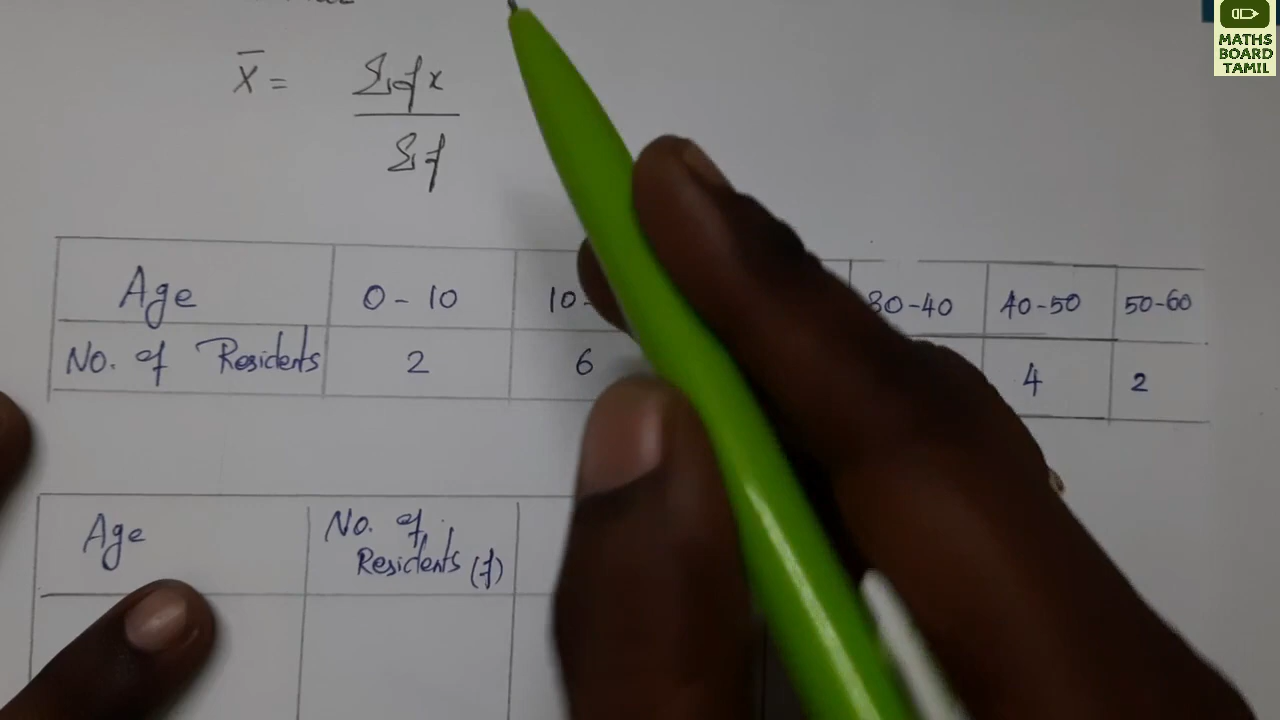 X̄ = Σfx
Σf
Age 0-10 10- 30-40 40-50 50-60
No. of Residents 2 6 4 2
Age No. of Residents (f)
MATHS
BOARD
TAMIL